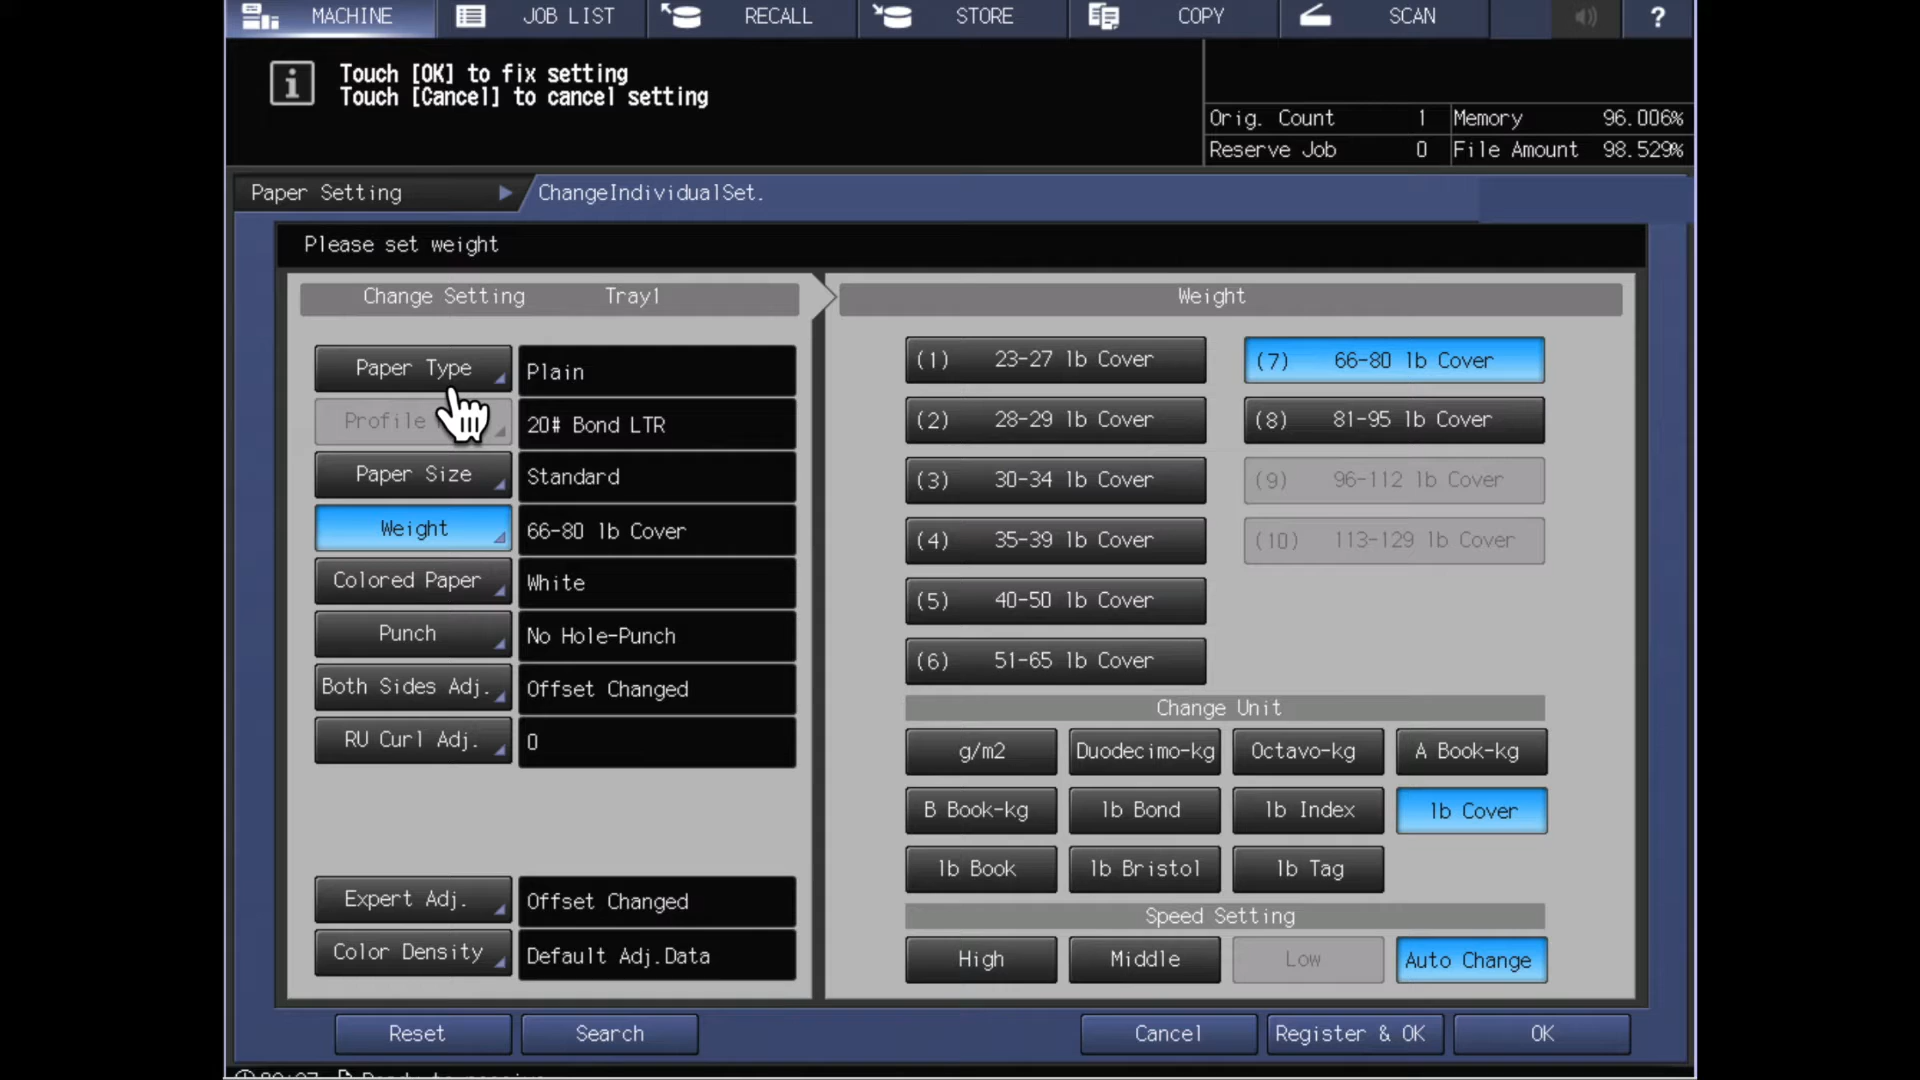 MACHINE
JOB LIST
RECALL
STORE
COPY
SCAN
?
Touch [OK] to fix setting
Touch [Cancel] to cancel setting
Orig. Count 1
Memory 96.006%
Reserve Job 0
File Amount 98.529%
Paper Setting
ChangeIndividualSet.
Please set weight
Change Setting Tray1
Paper Type Plain
Profile 20# Bond LTR
Paper Size Standard
Weight 66-80 lb Cover
Colored Paper White
Punch No Hole-Punch
Both Sides Adj. Offset Changed
RU Curl Adj. 0
Expert Adj. Offset Changed
Color Density Default Adj.Data
Weight
(1) 23-27 lb Cover
(2) 28-29 lb Cover
(3) 30-34 lb Cover
(4) 35-39 lb Cover
(5) 40-50 lb Cover
(6) 51-65 lb Cover
(7) 66-80 lb Cover
(8) 81-95 lb Cover
(9) 96-112 lb Cover
(10) 113-129 lb Cover
Change Unit
g/m2 Duodecimo-kg Octavo-kg A Book-kg
B Book-kg lb Bond lb Index lb Cover
lb Book lb Bristol lb Tag
Speed Setting
High Middle Low Auto Change
Reset
Search
Cancel
Register & OK
OK